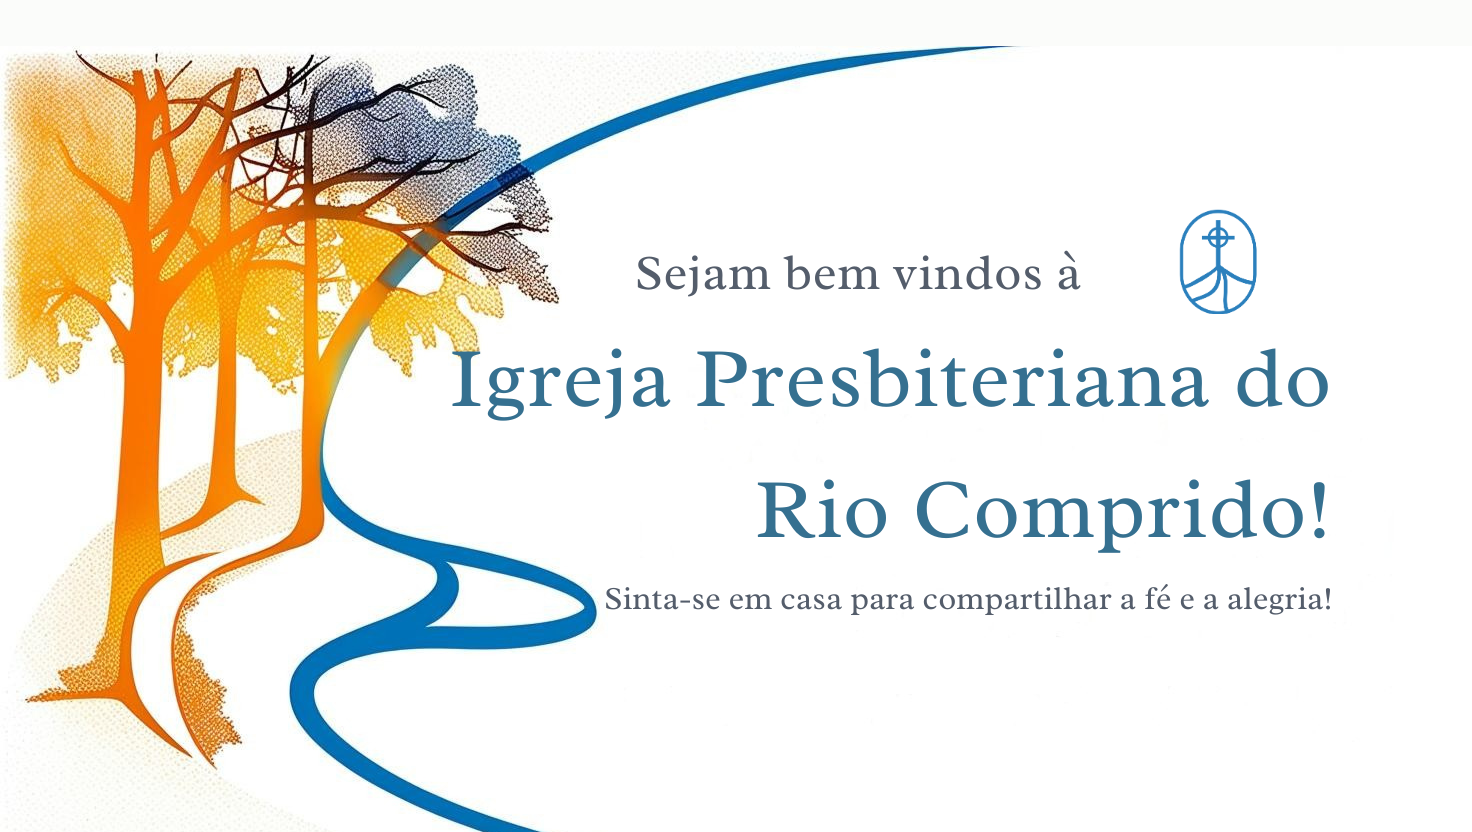 Sejam bem vindos à
Igreja Presbiteriana do
Rio Comprido!
Sinta-se em casa para compartilhar a fé e a alegria!